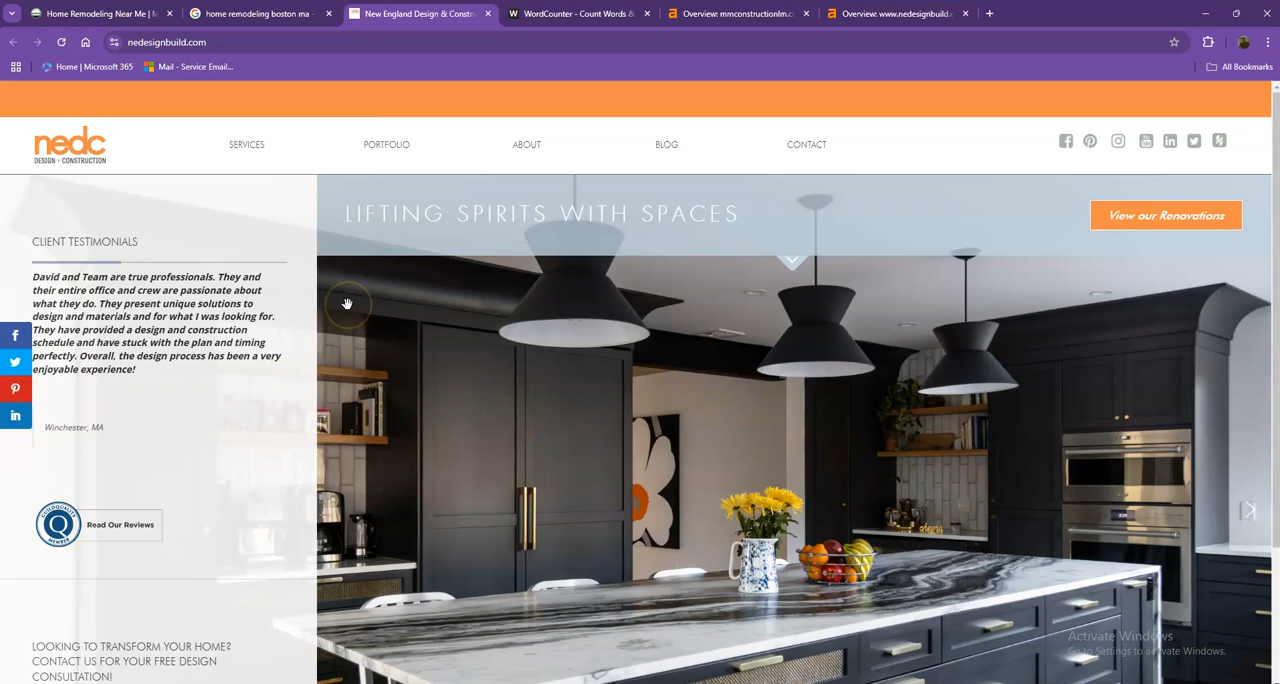 Home Remodeling Near Me | M
home remodeling boston ma -
New England Design & Constru
WordCounter - Count Words &
Overview: mmconstructionlm.c
Overview: www.nedesignbuild.c
nedesignbuild.com
Home | Microsoft 365
Mail - Service Email...
All Bookmarks
nedc
DESIGN + CONSTRUCTION
SERVICES
PORTFOLIO
ABOUT
BLOG
CONTACT
LIFTING SPIRITS WITH SPACES
View our Renovations
CLIENT TESTIMONIALS
David and Team are true professionals. They and
their entire office and crew are passionate about
what they do. They present unique solutions to
design and materials and for what I was looking for.
They have provided a design and construction
schedule and have stuck with the plan and timing
perfectly. Overall, the design process has been a very
enjoyable experience!
Winchester, MA
GUILDQUALITY
Q
MEMBER
Read Our Reviews
LOOKING TO TRANSFORM YOUR HOME?
CONTACT US FOR YOUR FREE DESIGN
CONSULTATION!
Activate Windows
Go to Settings to activate Windows.